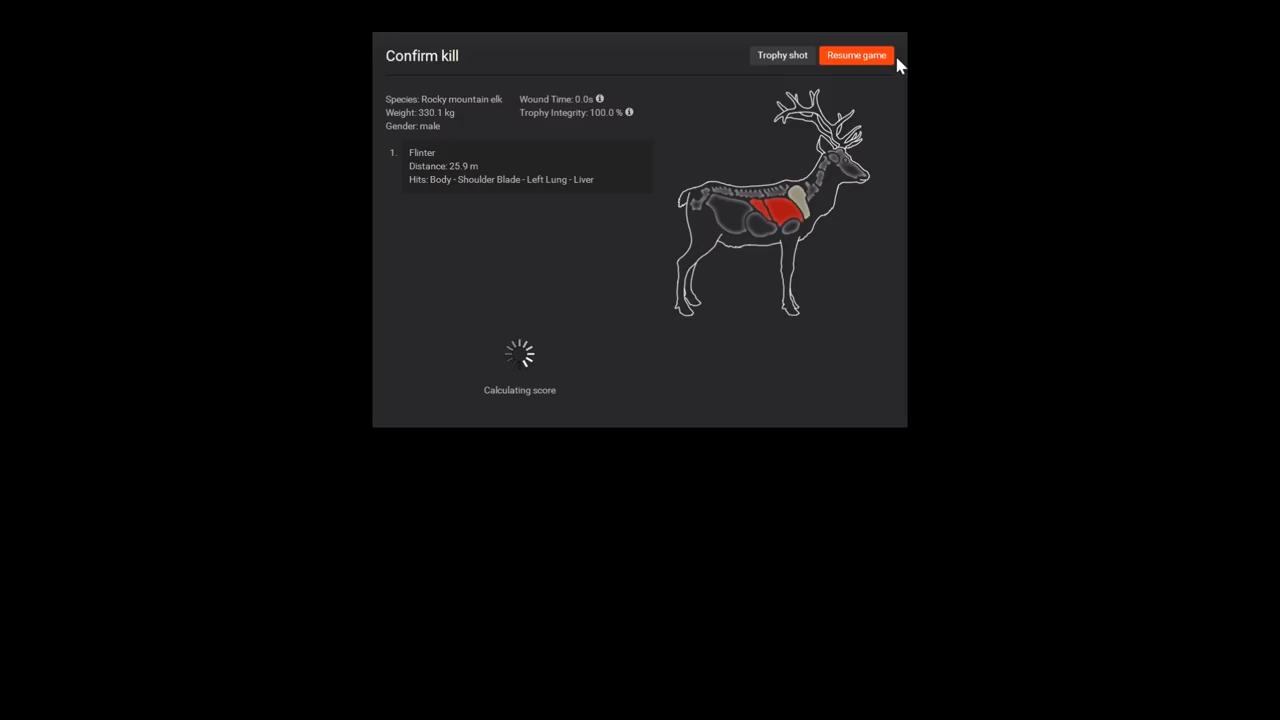 Confirm kill
Trophy shot
Resume game
Species: Rocky mountain elk
Weight: 330.1 kg
Gender: male
Wound Time: 0.0s
Trophy Integrity: 100.0 %
1.
Flinter
Distance: 25.9 m
Hits: Body - Shoulder Blade - Left Lung - Liver
Calculating score